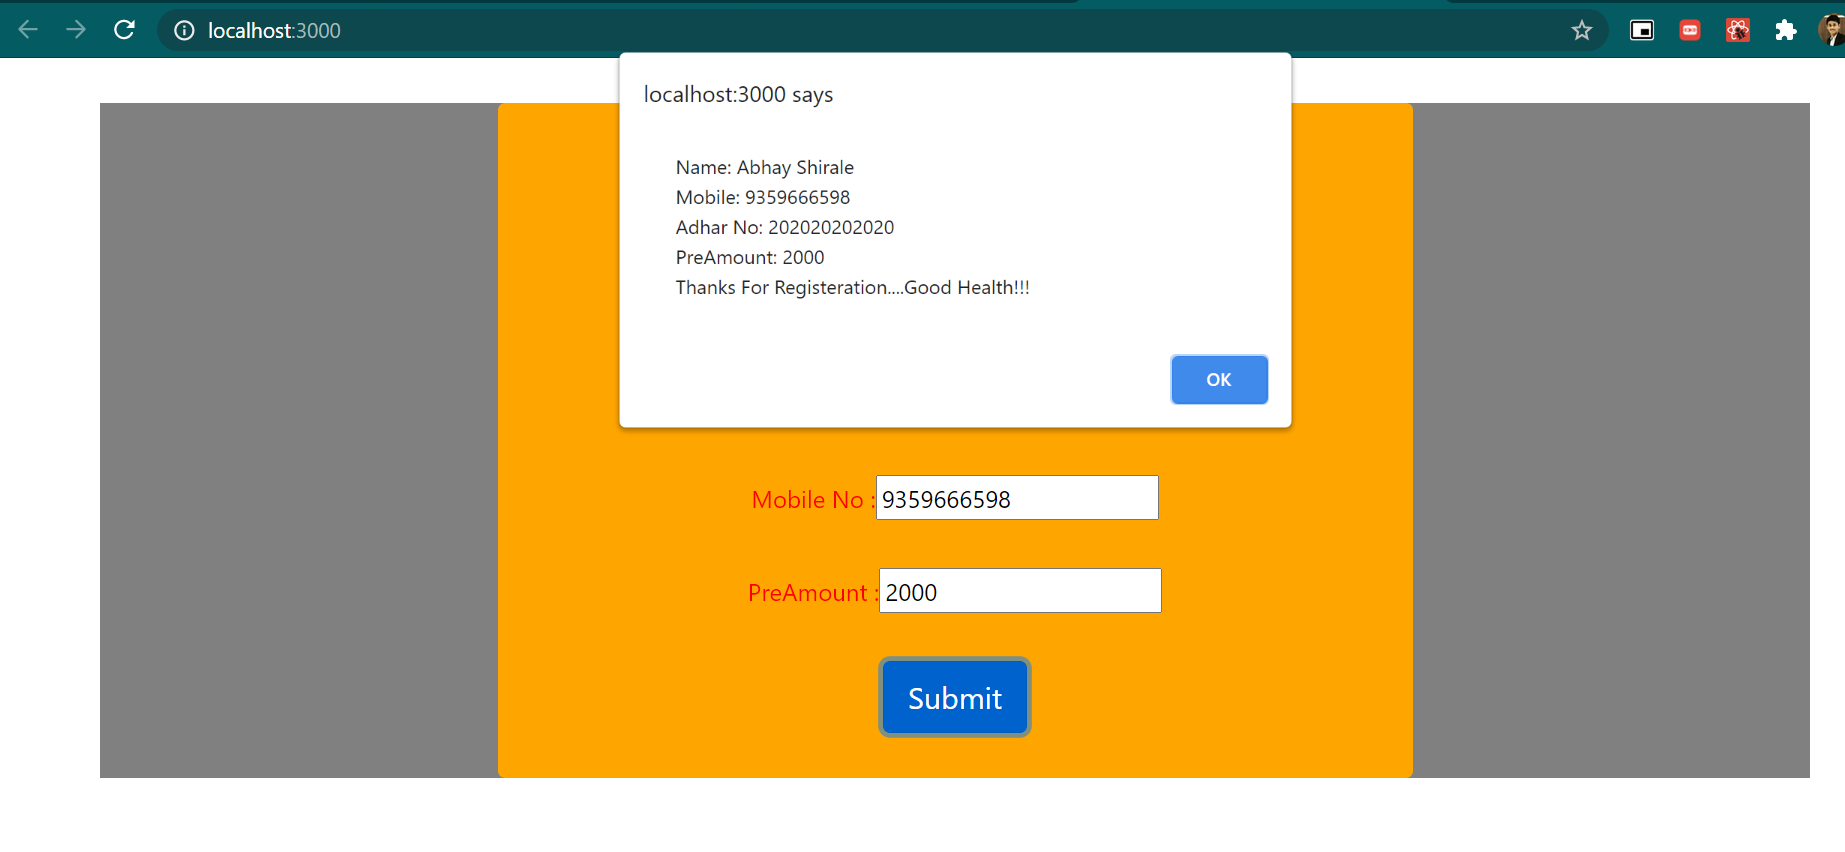 localhost:3000
localhost:3000 says
Name: Abhay Shirale
Mobile: 9359666598
Adhar No: 202020202020
PreAmount: 2000
Thanks For Registeration....Good Health!!!
OK
Mobile No :9359666598
PreAmount :2000
Submit